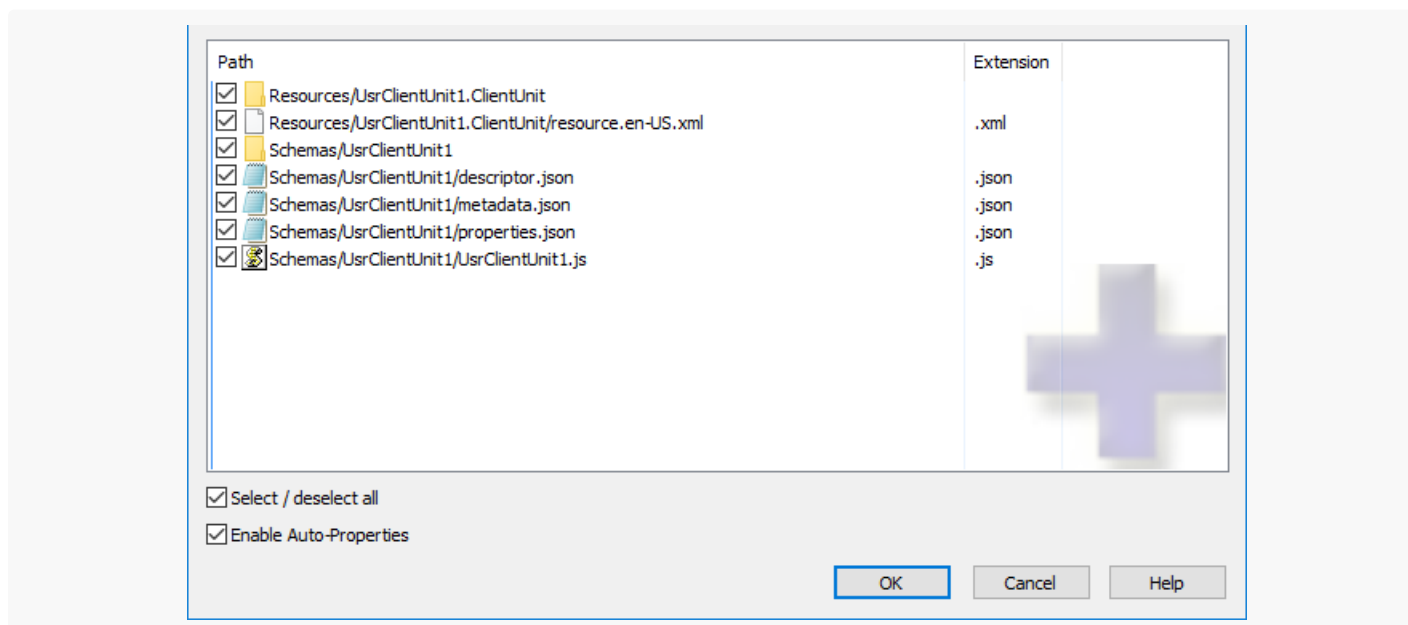 Path Extension
Resources/UsrClientUnit1.ClientUnit
Resources/UsrClientUnit1.ClientUnit/resource.en-US.xml .xml
Schemas/UsrClientUnit1
Schemas/UsrClientUnit1/descriptor.json .json
Schemas/UsrClientUnit1/metadata.json .json
Schemas/UsrClientUnit1/properties.json .json
Schemas/UsrClientUnit1/UsrClientUnit1.js .js
Select / deselect all
Enable Auto-Properties
OK Cancel Help